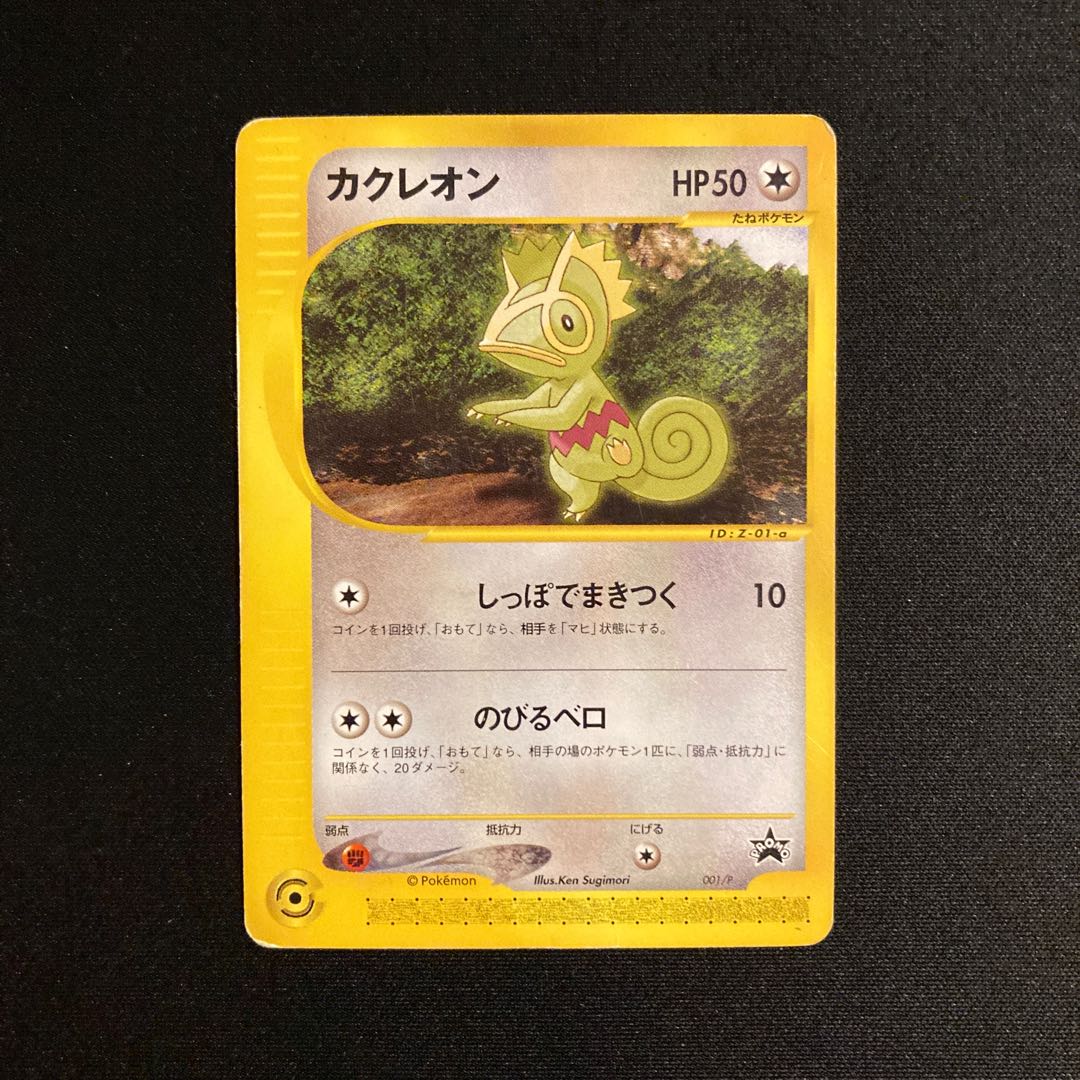 カクレオン HP50
たねポケモン
ID:Z-01-a
しっぽでまきつく 10
コインを1回投げ、「おもて」なら、相手を「マヒ」状態にする。
のびるベロ
コインを1回投げ、「おもて」なら、相手の場のポケモン1匹に、「弱点・抵抗力」に
関係なく、20ダメージ。
弱点 抵抗力 にげる
PROMO
© Pokémon Illus.Ken Sugimori 001/P